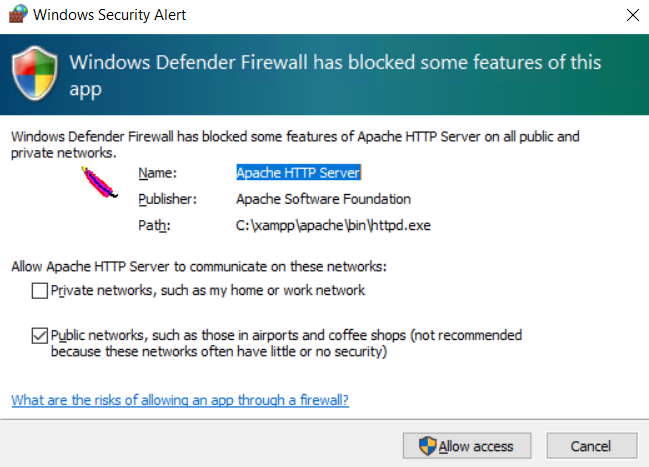 Windows Security Alert
Windows Defender Firewall has blocked some features of this
app
Windows Defender Firewall has blocked some features of Apache HTTP Server on all public and
private networks.
Name: Apache HTTP Server
Publisher: Apache Software Foundation
Path: C:\xampp\apache\bin\httpd.exe
Allow Apache HTTP Server to communicate on these networks:
Private networks, such as my home or work network
Public networks, such as those in airports and coffee shops (not recommended
because these networks often have little or no security)
What are the risks of allowing an app through a firewall?
Allow access Cancel